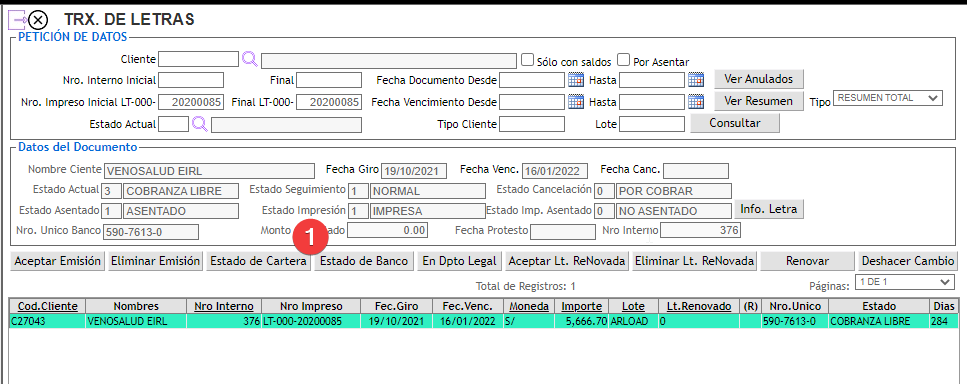 TRX. DE LETRAS
PETICIÓN DE DATOS
Cliente Sólo con saldos Por Asentar
Nro. Interno Inicial Final Fecha Documento Desde Hasta Ver Anulados
Nro. Impreso Inicial LT-000- 20200085 Final LT-000- 20200085 Fecha Vencimiento Desde Hasta Ver Resumen Tipo RESUMEN TOTAL
Estado Actual Tipo Cliente Lote Consultar
Datos del Documento
Nombre Ciente VENOSALUD EIRL Fecha Giro 19/10/2021 Fecha Venc. 16/01/2022 Fecha Canc.
Estado Actual 3 COBRANZA LIBRE Estado Seguimiento 1 NORMAL Estado Cancelación 0 POR COBRAR
Estado Asentado 1 ASENTADO Estado Impresión 1 IMPRESA Estado Imp. Asentado 0 NO ASENTADO Info. Letra
Nro. Unico Banco 590-7613-0 Monto 1 ado 0.00 Fecha Protesto Nro Interno 376
Aceptar Emisión Eliminar Emisión Estado de Cartera Estado de Banco En Dpto Legal Aceptar Lt. ReNovada Eliminar Lt. ReNovada Renovar Deshacer Cambio
Total de Registros: 1 Páginas: 1 DE 1
Cod.Cliente Nombres Nro Interno Nro Impreso Fec.Giro Fec.Venc. Moneda Importe Lote Lt.Renovado (R) Nro.Unico Estado Dias
C27043 VENOSALUD EIRL 376 LT-000-20200085 19/10/2021 16/01/2022 S/ 5,666.70 ARLOAD 0 590-7613-0 COBRANZA LIBRE 284